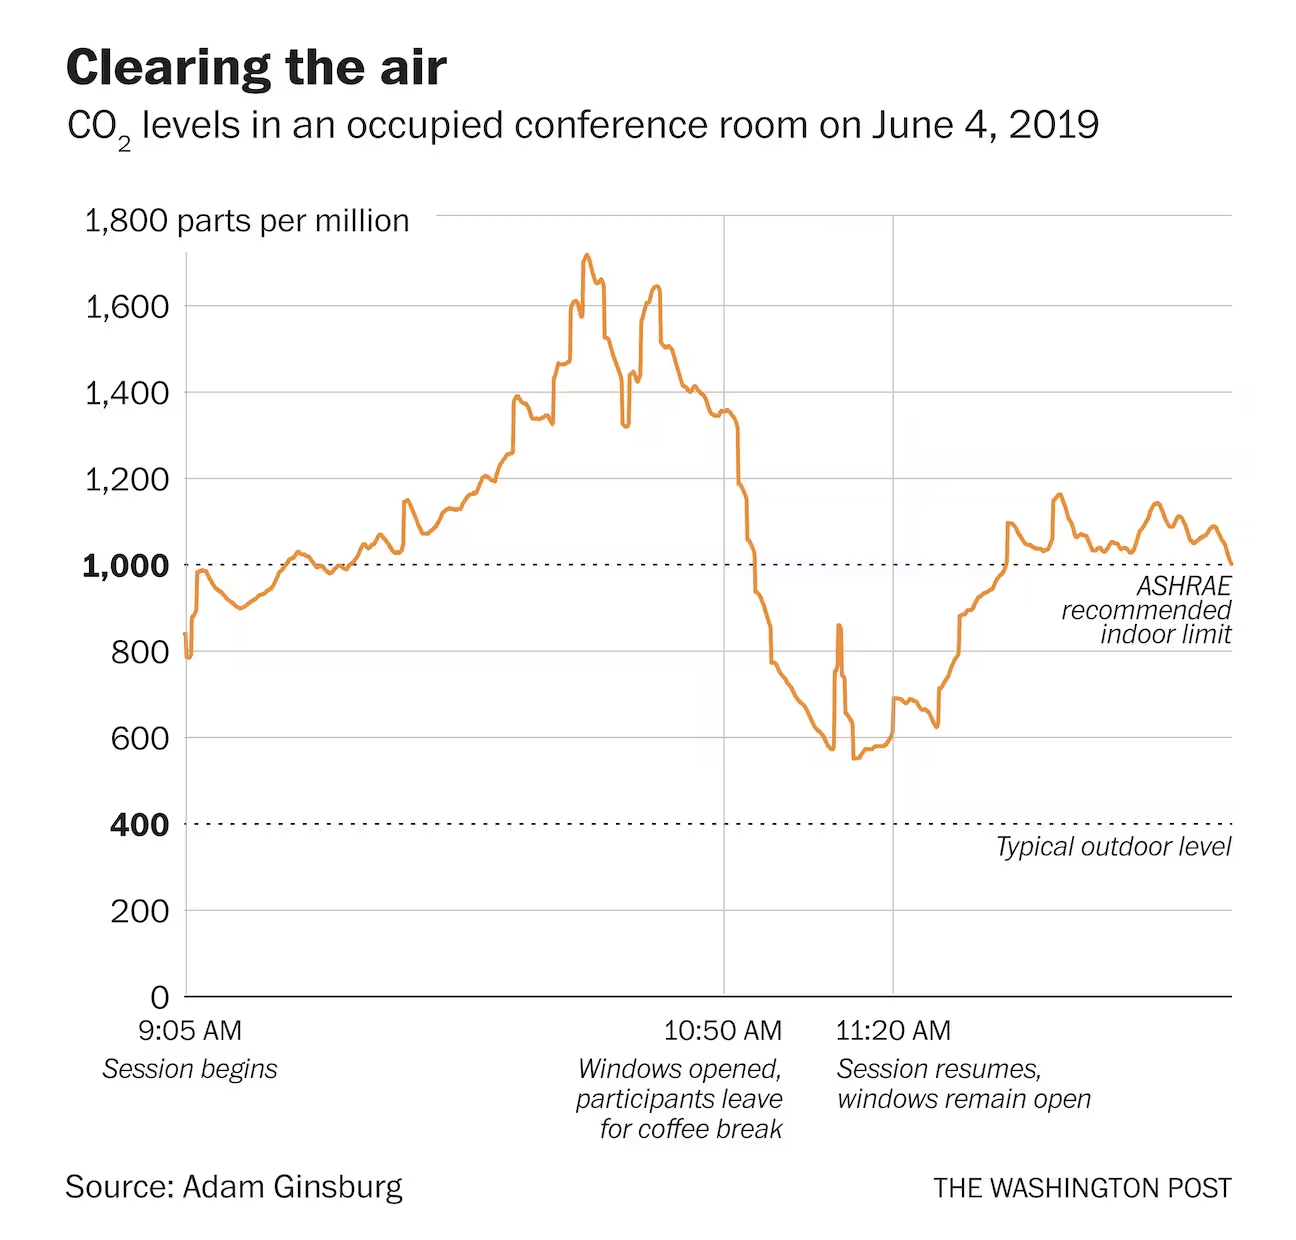 Clearing the air
CO2 levels in an occupied conference room on June 4, 2019
1,800 parts per million
1,600
1,400
1,200
1,000
ASHRAE
recommended
indoor limit
800
600
400
Typical outdoor level
200
0
9:05 AM
Session begins
10:50 AM
Windows opened,
participants leave
for coffee break
11:20 AM
Session resumes,
windows remain open
Source: Adam Ginsburg
THE WASHINGTON POST